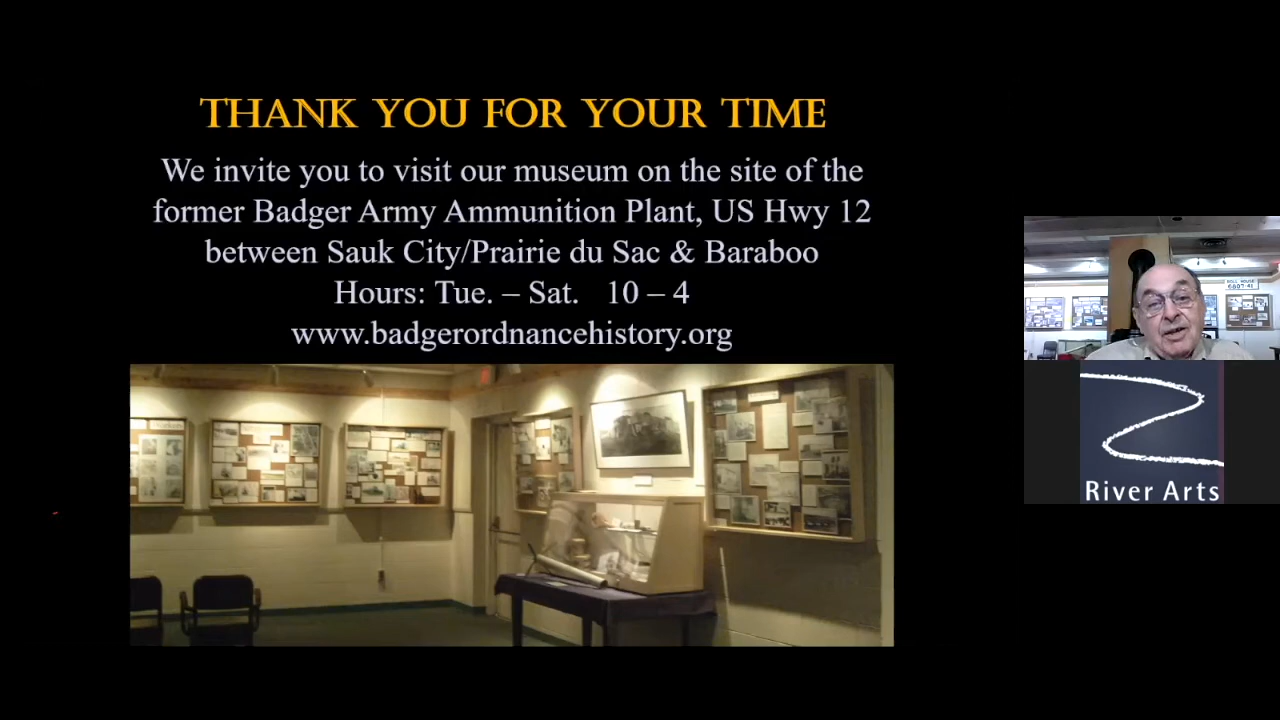 THANK YOU FOR YOUR TIME
We invite you to visit our museum on the site of the
former Badger Army Ammunition Plant, US Hwy 12
between Sauk City/Prairie du Sac & Baraboo
Hours: Tue. – Sat. 10 – 4
www.badgerordnancehistory.org
River Arts